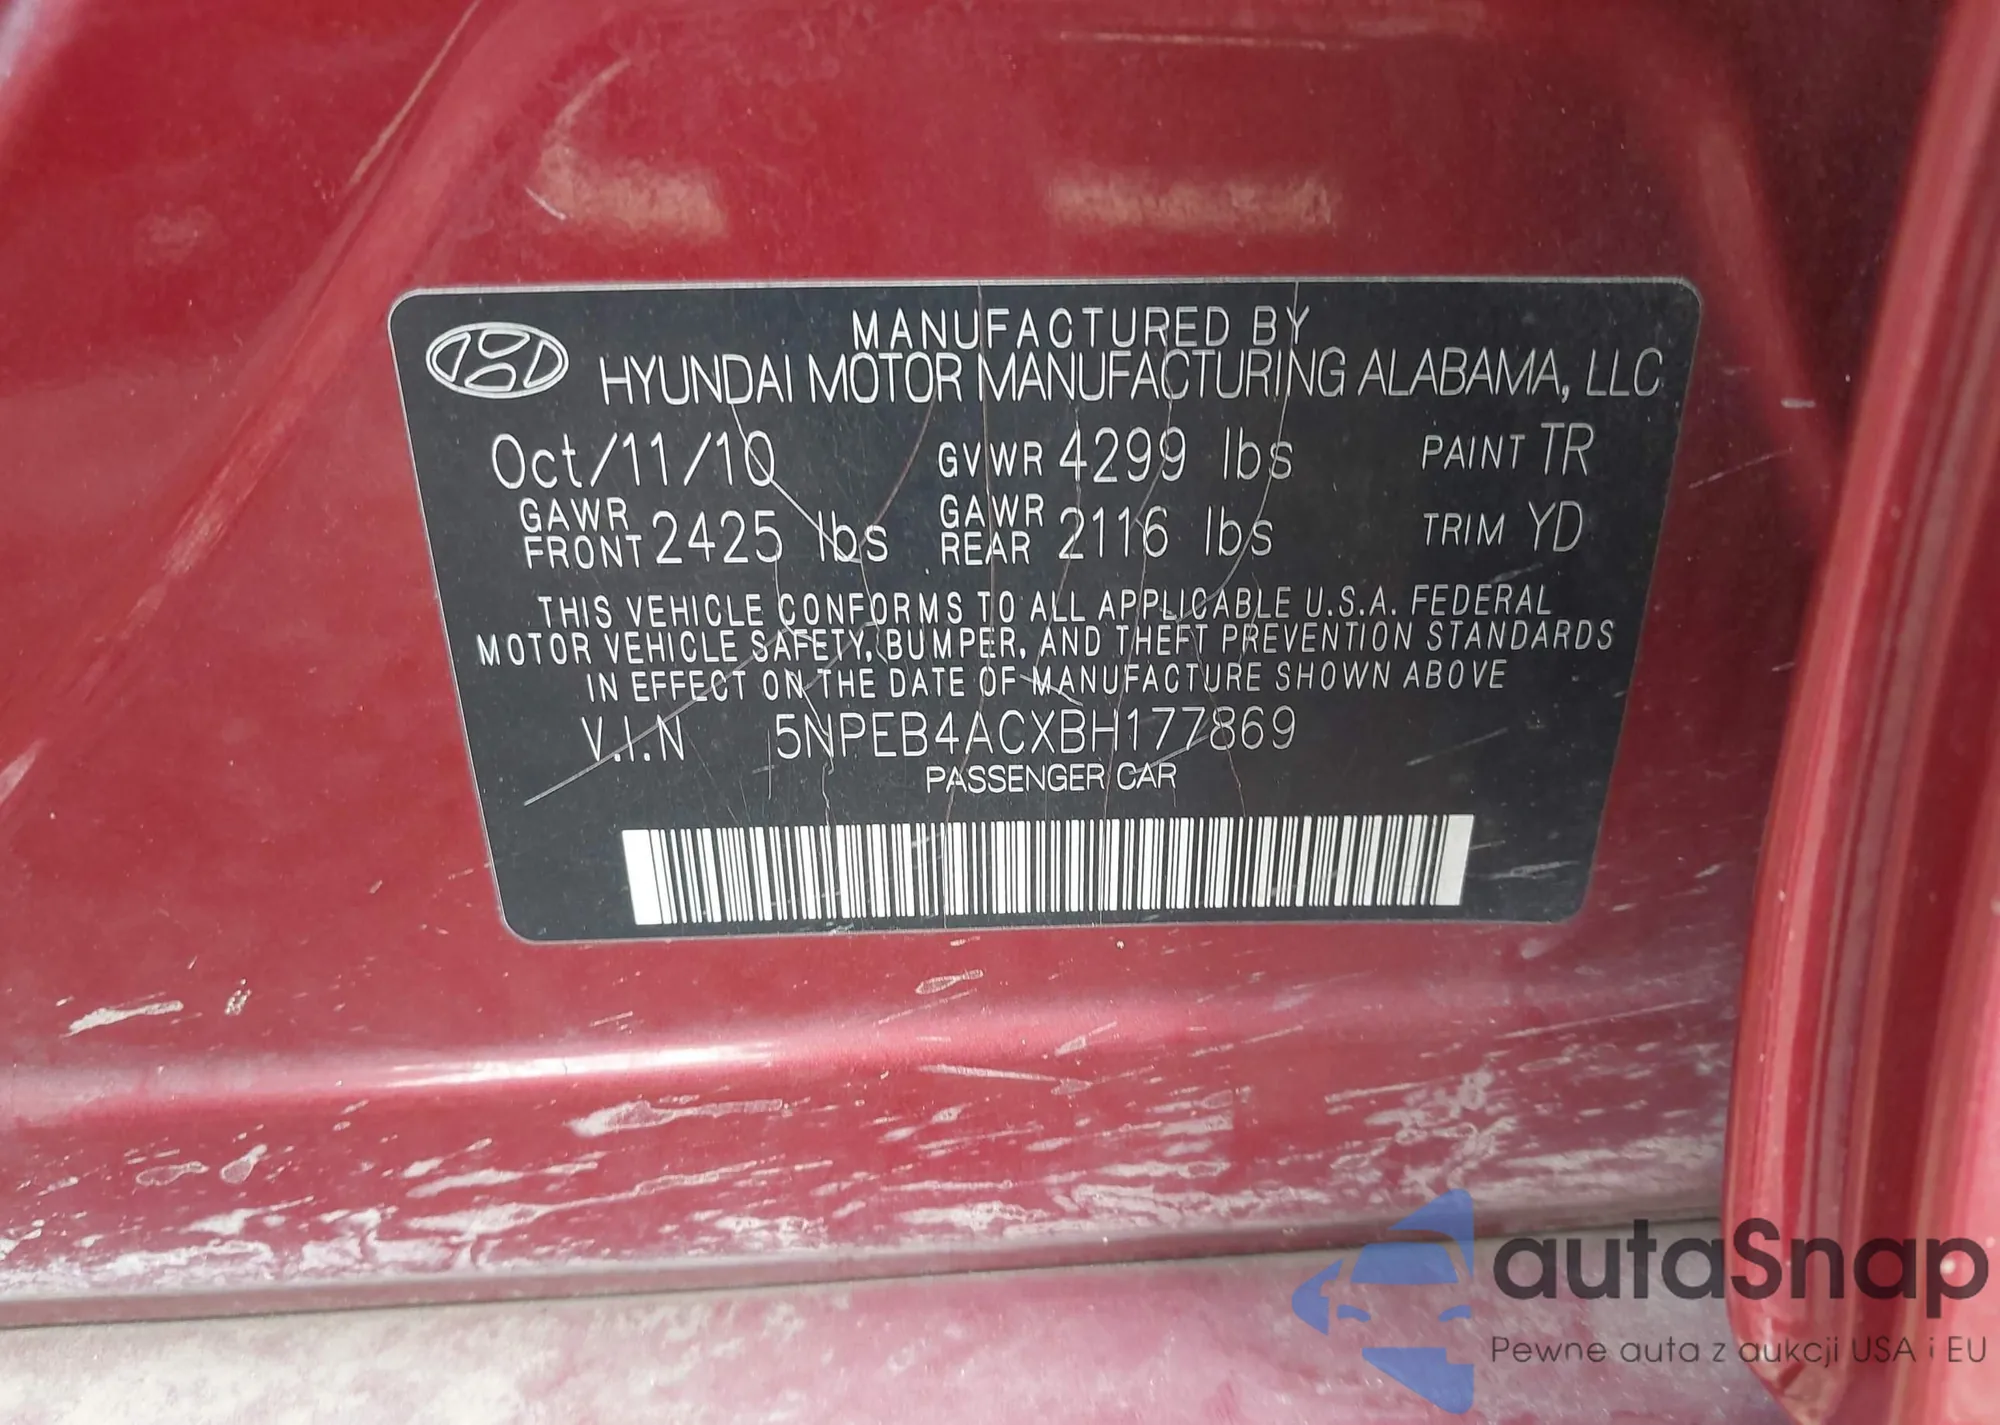 MANUFACTURED BY
HYUNDAI MOTOR MANUFACTURING ALABAMA, LLC
Oct/11/10 GVWR 4299 lbs PAINT TR
GAWR FRONT 2425 lbs GAWR REAR 2116 lbs TRIM YD
THIS VEHICLE CONFORMS TO ALL APPLICABLE U.S.A. FEDERAL
MOTOR VEHICLE SAFETY, BUMPER, AND THEFT PREVENTION STANDARDS
IN EFFECT ON THE DATE OF MANUFACTURE SHOWN ABOVE
V.I.N 5NPEB4ACXBH177869
PASSENGER CAR
autaSnap
Pewne auta z aukcji USA i EU